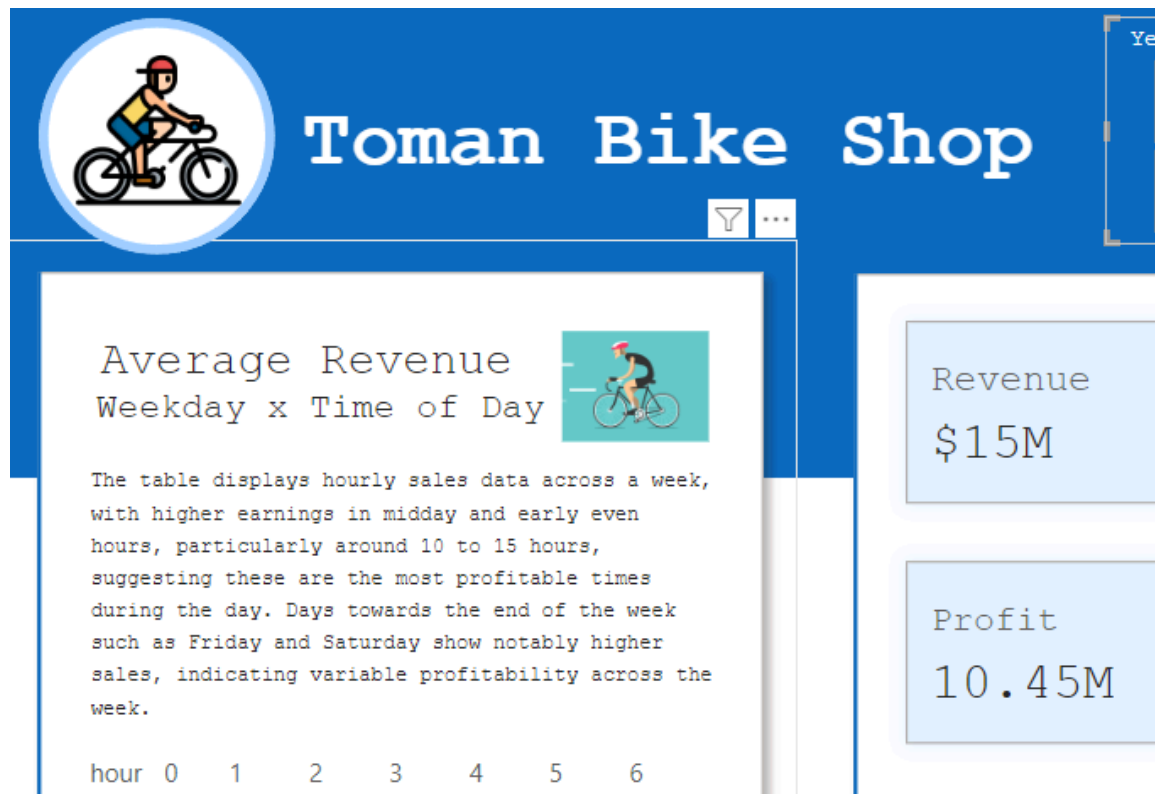 Toman Bike Shop
Average Revenue
Weekday x Time of Day
The table displays hourly sales data across a week,
with higher earnings in midday and early even
hours, particularly around 10 to 15 hours,
suggesting these are the most profitable times
during the day. Days towards the end of the week
such as Friday and Saturday show notably higher
sales, indicating variable profitability across the
week.
hour 0 1 2 3 4 5 6
Revenue
$15M
Profit
10.45M